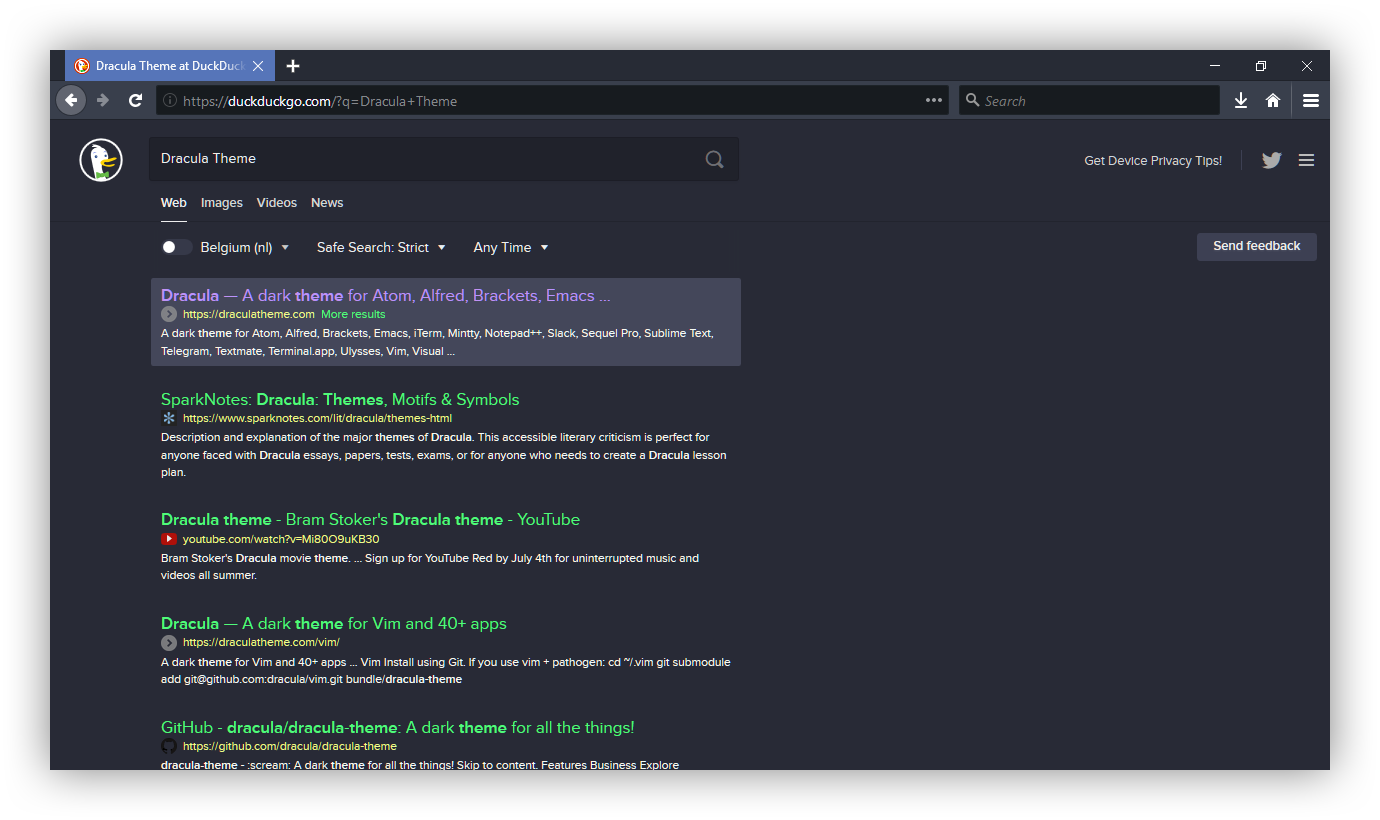 Dracula Theme at DuckDuck
https://duckduckgo.com/?q=Dracula+Theme
Search
Dracula Theme
Get Device Privacy Tips!
Web Images Videos News
Belgium (nl) Safe Search: Strict Any Time
Send feedback
Dracula — A dark theme for Atom, Alfred, Brackets, Emacs ...
https://draculatheme.com More results
A dark theme for Atom, Alfred, Brackets, Emacs, iTerm, Mintty, Notepad++, Slack, Sequel Pro, Sublime Text,
Telegram, Textmate, Terminal.app, Ulysses, Vim, Visual ...
SparkNotes: Dracula: Themes, Motifs & Symbols
https://www.sparknotes.com/lit/dracula/themes-html
Description and explanation of the major themes of Dracula. This accessible literary criticism is perfect for
anyone faced with Dracula essays, papers, tests, exams, or for anyone who needs to create a Dracula lesson
plan.
Dracula theme - Bram Stoker's Dracula theme - YouTube
youtube.com/watch?v=Mi80O9uKB30
Bram Stoker's Dracula movie theme. ... Sign up for YouTube Red by July 4th for uninterrupted music and
videos all summer.
Dracula — A dark theme for Vim and 40+ apps
https://draculatheme.com/vim/
A dark theme for Vim and 40+ apps ... Vim Install using Git. If you use vim + pathogen: cd ~/.vim git submodule
add git@github.com:dracula/vim.git bundle/dracula-theme
GitHub - dracula/dracula-theme: A dark theme for all the things!
https://github.com/dracula/dracula-theme
dracula-theme - :scream: A dark theme for all the things! Skip to content. Features Business Explore